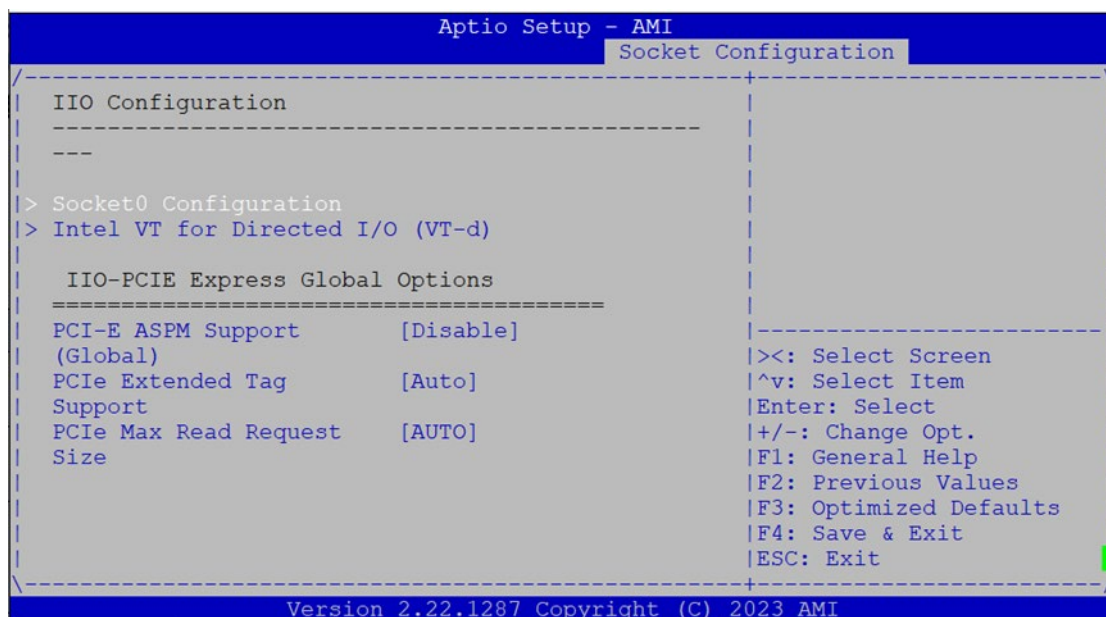 Aptio Setup - AMI
Socket Configuration
/----------------------------------------------------+-------------------------\
IIO Configuration
-----------------------------------------------
---
> Socket0 Configuration
> Intel VT for Directed I/O (VT-d)
IIO-PCIE Express Global Options
========================================
PCI-E ASPM Support [Disable]
(Global)
PCIe Extended Tag [Auto]
Support
PCIe Max Read Request [AUTO]
Size
|-------------------------
|><: Select Screen
|^v: Select Item
|Enter: Select
|+/-: Change Opt.
|F1: General Help
|F2: Previous Values
|F3: Optimized Defaults
|F4: Save & Exit
|ESC: Exit
\----------------------------------------------------+-------------------------/
Version 2.22.1287 Copyright (C) 2023 AMI